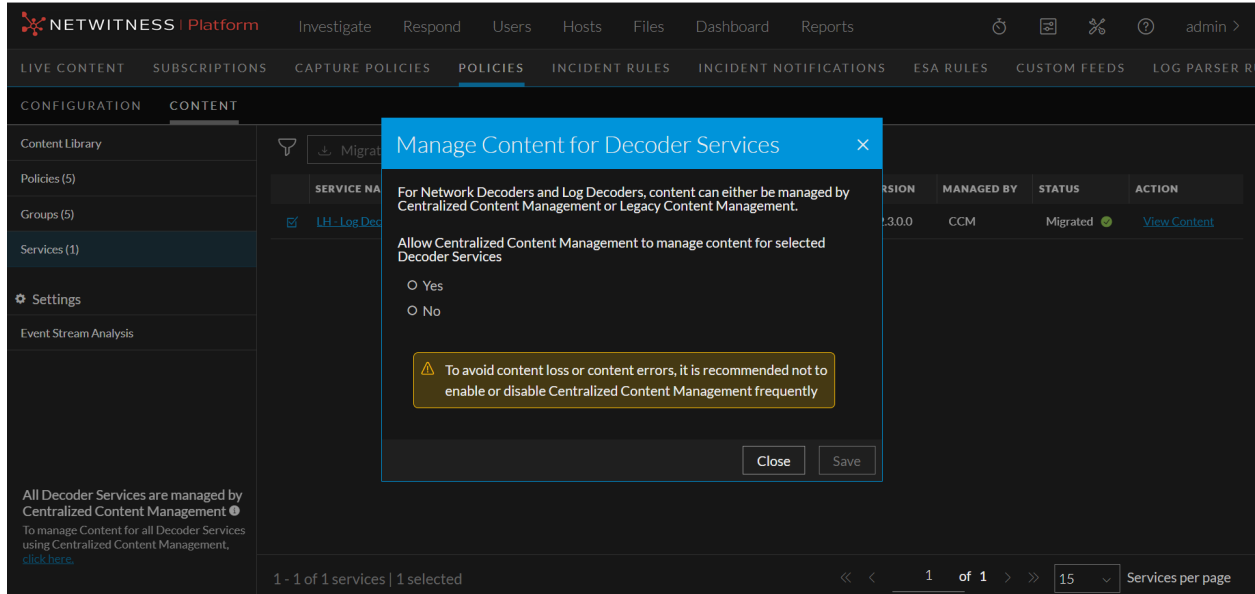 NETWITNESS | Platform
Investigate Respond Users Hosts Files Dashboard Reports admin >
LIVE CONTENT SUBSCRIPTIONS CAPTURE POLICIES POLICIES INCIDENT RULES INCIDENT NOTIFICATIONS ESA RULES CUSTOM FEEDS LOG PARSER R
CONFIGURATION CONTENT
Content Library
Policies (5)
Groups (5)
Services (1)
Settings
Event Stream Analysis
All Decoder Services are managed by
Centralized Content Management
To manage Content for all Decoder Services
using Centralized Content Management,
click here.
Migrat
SERVICE NA RSION MANAGED BY STATUS ACTION
LH - Log Dec 2.3.0.0 CCM Migrated View Content
Manage Content for Decoder Services
For Network Decoders and Log Decoders, content can either be managed by
Centralized Content Management or Legacy Content Management.
Allow Centralized Content Management to manage content for selected
Decoder Services
Yes
No
To avoid content loss or content errors, it is recommended not to
enable or disable Centralized Content Management frequently
Close Save
1 - 1 of 1 services | 1 selected
1 of 1 15 Services per page